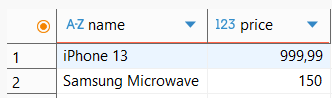 A-Z name 123 price
1 iPhone 13 999,99
2 Samsung Microwave 150